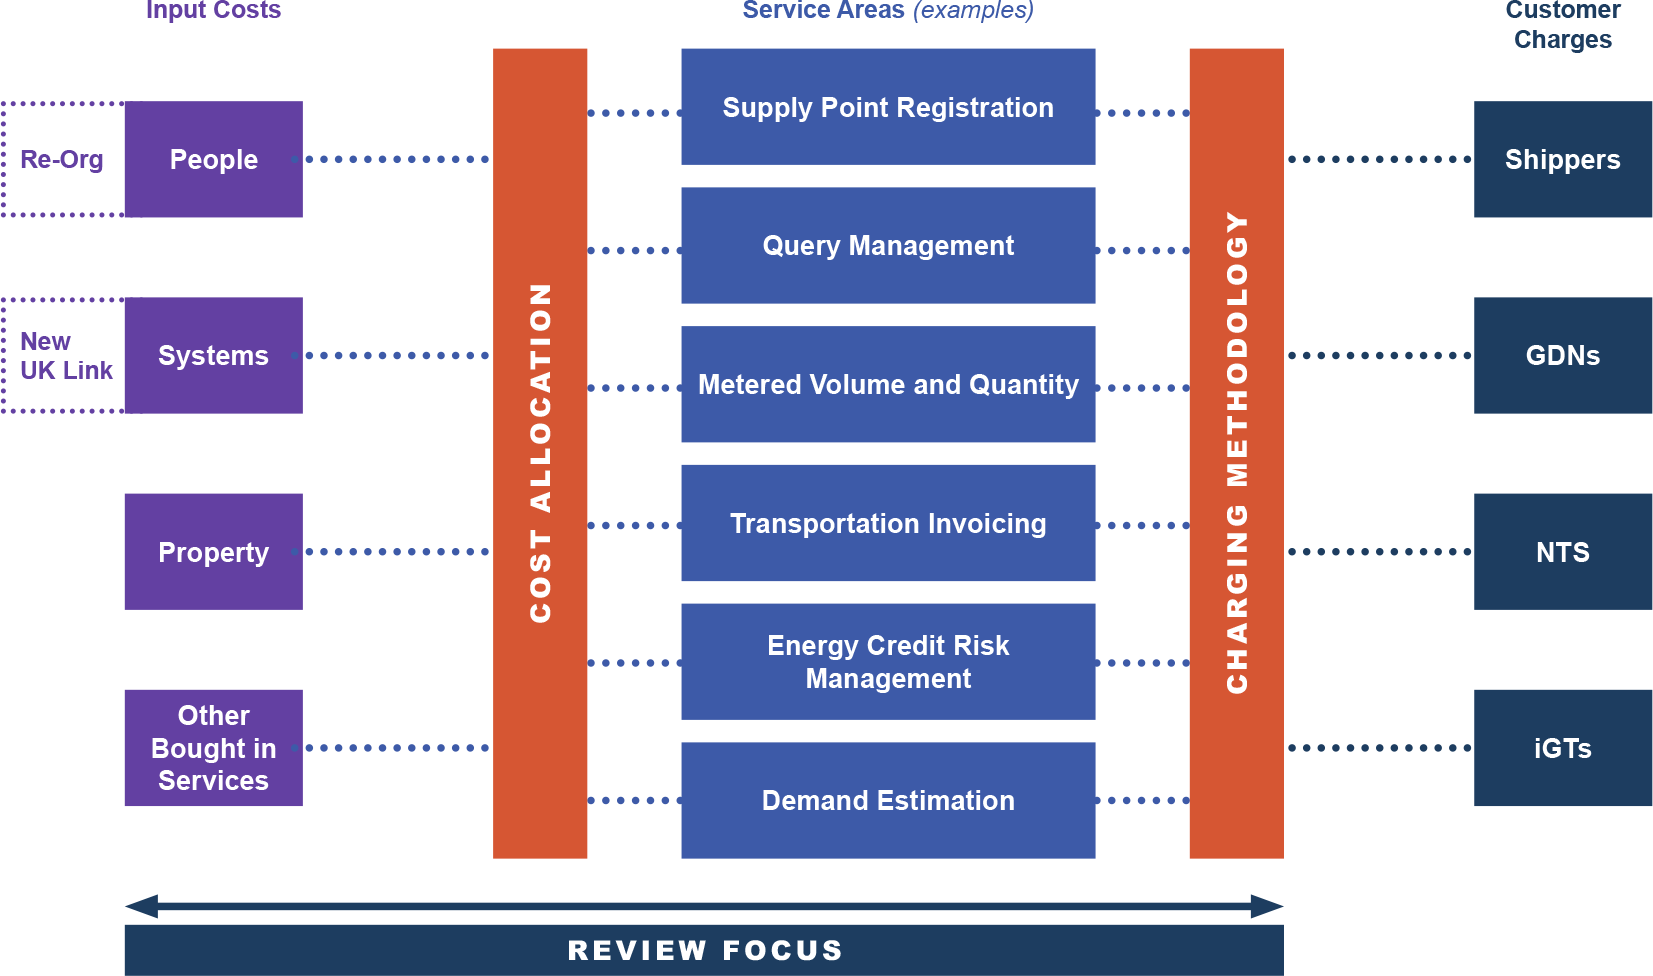 Input Costs
Service Areas (examples)
Customer
Charges
Re-Org
People
New
UK Link
Systems
Property
Other
Bought in
Services
COST ALLOCATION
Supply Point Registration
Query Management
Metered Volume and Quantity
Transportation Invoicing
Energy Credit Risk
Management
Demand Estimation
CHARGING METHODOLOGY
Shippers
GDNs
NTS
iGTs
REVIEW FOCUS